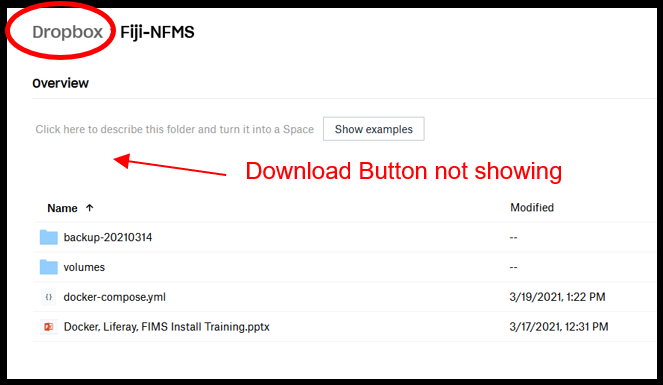 Dropbox Fiji-NFMS
Overview
Click here to describe this folder and turn it into a Space Show examples
Download Button not showing
Name ↑ Modified
backup-20210314 --
volumes --
docker-compose.yml 3/19/2021, 1:22 PM
Docker, Liferay, FIMS Install Training.pptx 3/17/2021, 12:31 PM